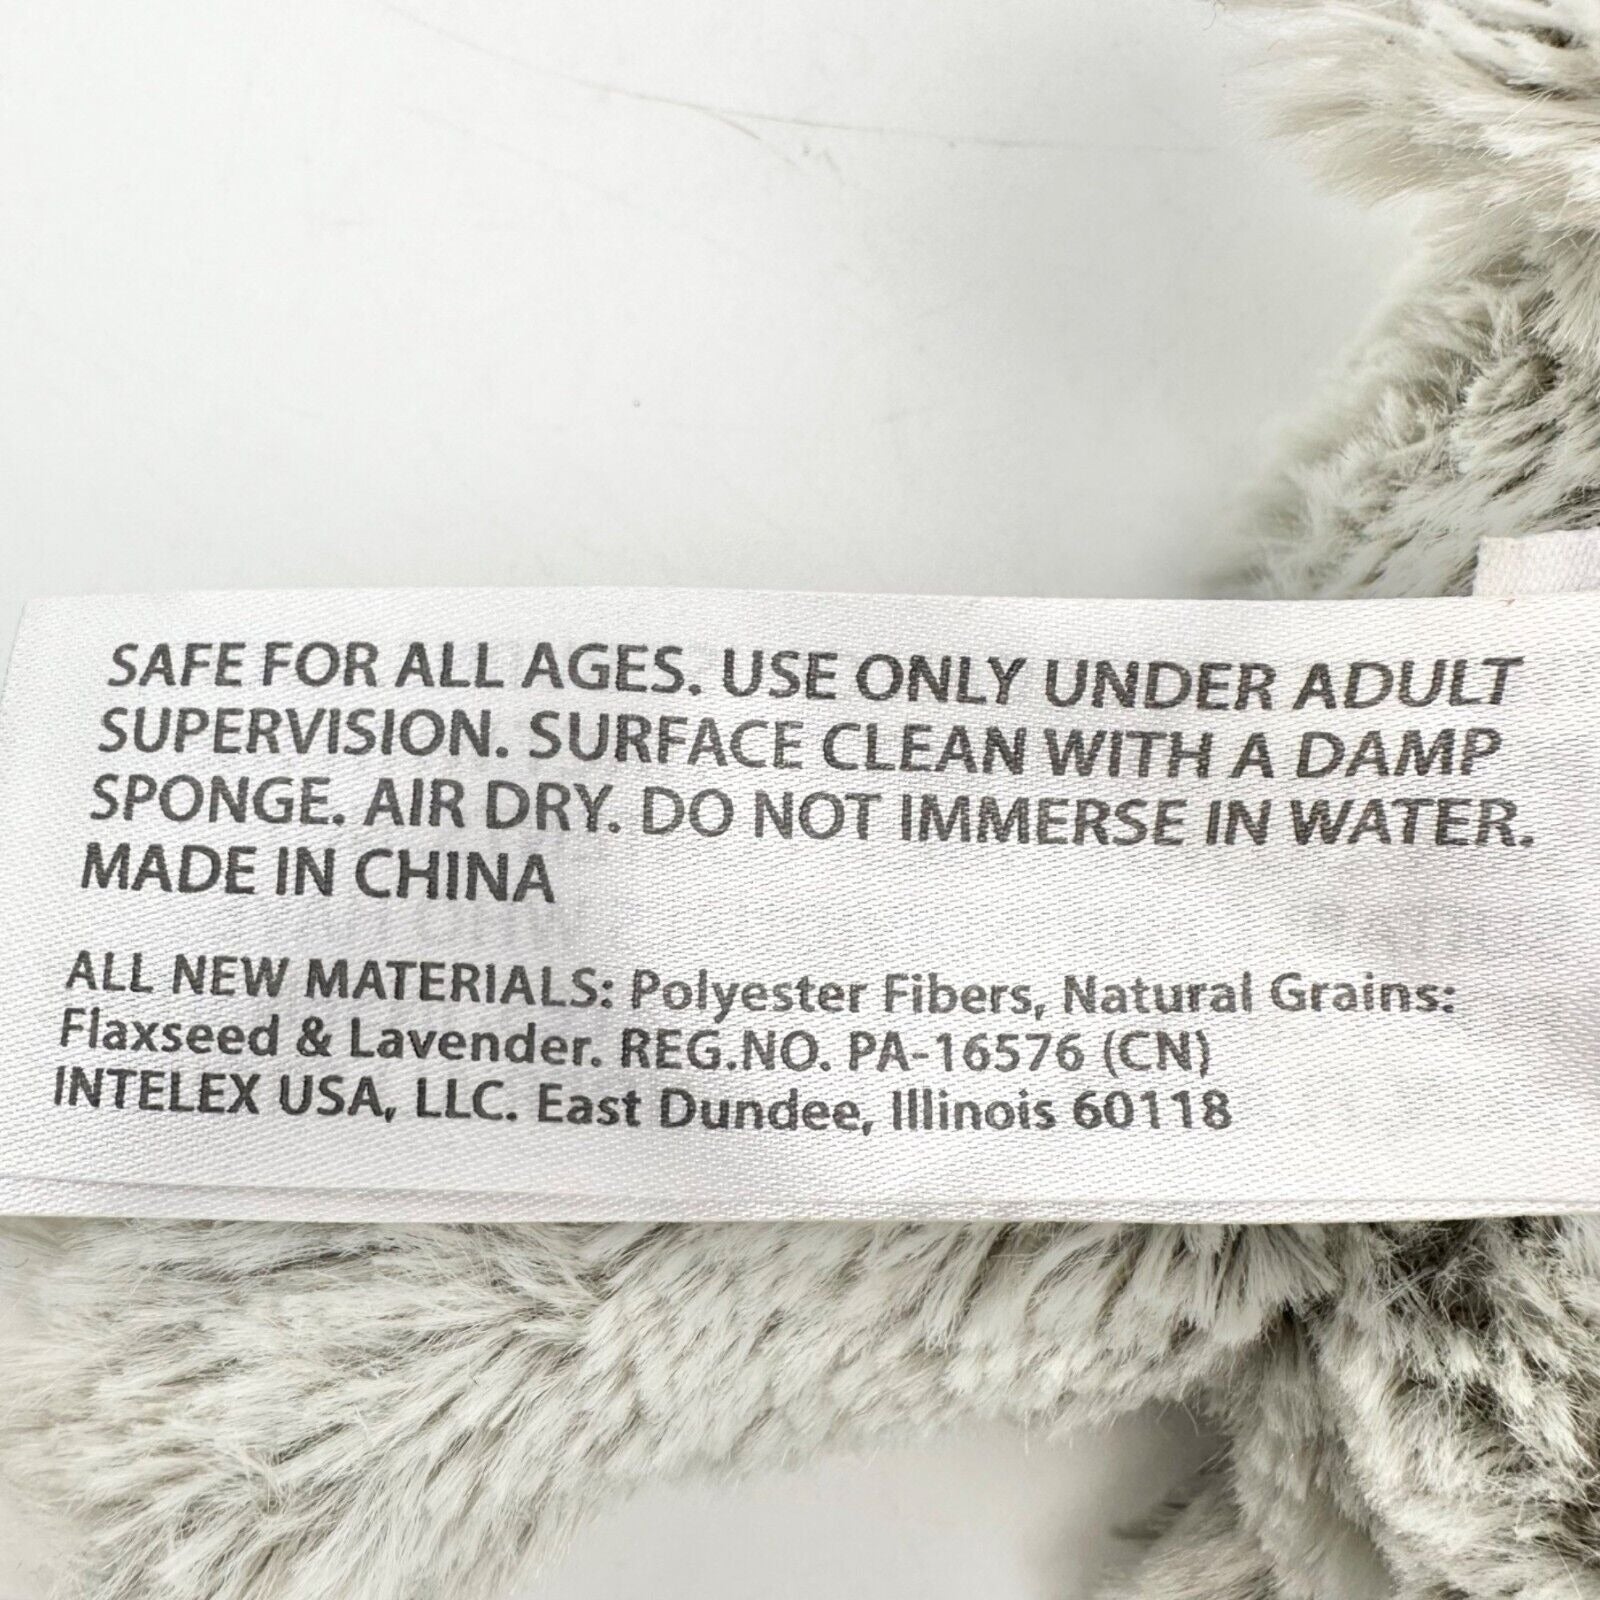 SAFE FOR ALL AGES. USE ONLY UNDER ADULT
SUPERVISION. SURFACE CLEAN WITH A DAMP
SPONGE. AIR DRY. DO NOT IMMERSE IN WATER.
MADE IN CHINA
ALL NEW MATERIALS: Polyester Fibers, Natural Grains:
Flaxseed & Lavender. REG.NO. PA-16576 (CN)
INTELEX USA, LLC. East Dundee, Illinois 60118